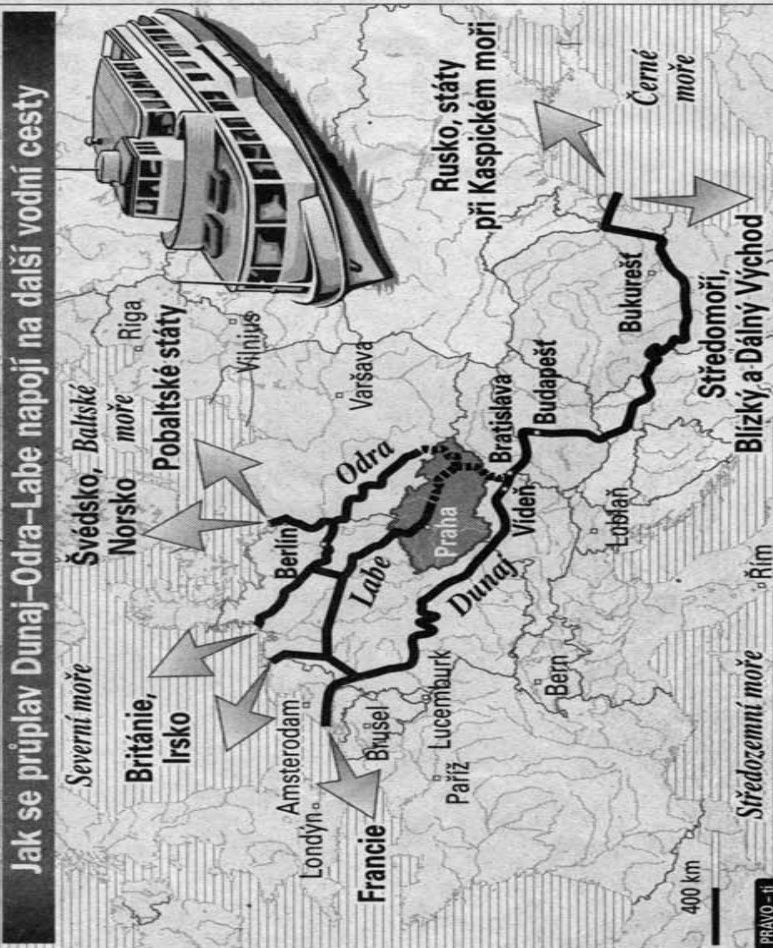 Jak se průplav Dunaj–Odra–Labe napojí na další vodní cesty
Severní moře
Švédsko,
Norsko
Baltské
moře
Riga
Pobaltské státy
Vilnius
Británie,
Irsko
Londýn
Amsterodam
Berlín
Varšava
Odra
Labe
Francie
Brusel
Lucemburk
Paříž
Praha
Dunaj
Rusko, státy
při Kaspickém moři
Bratislava
Vídeň
Budapešť
Bern
Lublaň
Bukurešť
Černé
moře
Středomoří,
Blízký a Dálný Východ
Řím
Středozemní moře
400 km
PRÁVO – ti